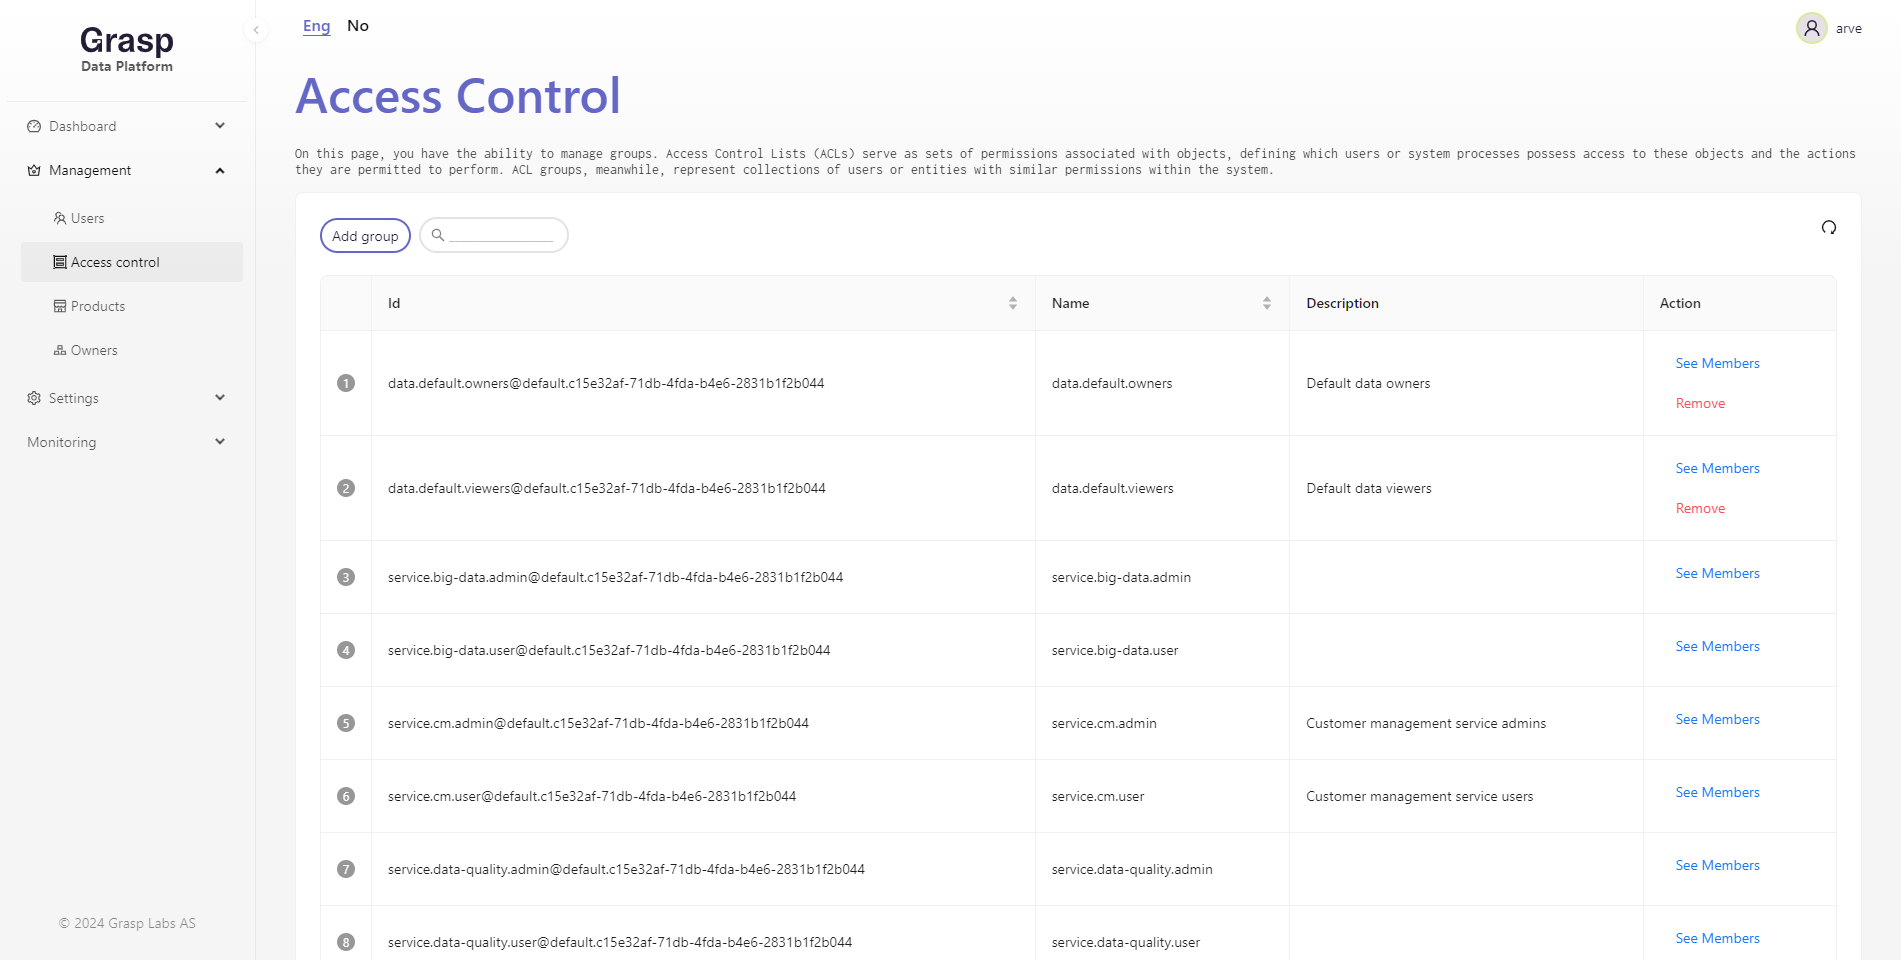 Grasp
Data Platform
Dashboard
Management
Users
Access control
Products
Owners
Settings
Monitoring
© 2024 Grasp Labs AS
Eng No
arve
Access Control
On this page, you have the ability to manage groups. Access Control Lists (ACLs) serve as sets of permissions associated with objects, defining which users or system processes possess access to these objects and the actions
they are permitted to perform. ACL groups, meanwhile, represent collections of users or entities with similar permissions within the system.
Add group
Id Name Description Action
1 data.default.owners@default.c15e32af-71db-4fda-b4e6-2831b1f2b044 data.default.owners Default data owners See Members
Remove
2 data.default.viewers@default.c15e32af-71db-4fda-b4e6-2831b1f2b044 data.default.viewers Default data viewers See Members
Remove
3 service.big-data.admin@default.c15e32af-71db-4fda-b4e6-2831b1f2b044 service.big-data.admin See Members
4 service.big-data.user@default.c15e32af-71db-4fda-b4e6-2831b1f2b044 service.big-data.user See Members
5 service.cm.admin@default.c15e32af-71db-4fda-b4e6-2831b1f2b044 service.cm.admin Customer management service admins See Members
6 service.cm.user@default.c15e32af-71db-4fda-b4e6-2831b1f2b044 service.cm.user Customer management service users See Members
7 service.data-quality.admin@default.c15e32af-71db-4fda-b4e6-2831b1f2b044 service.data-quality.admin See Members
8 service.data-quality.user@default.c15e32af-71db-4fda-b4e6-2831b1f2b044 service.data-quality.user See Members